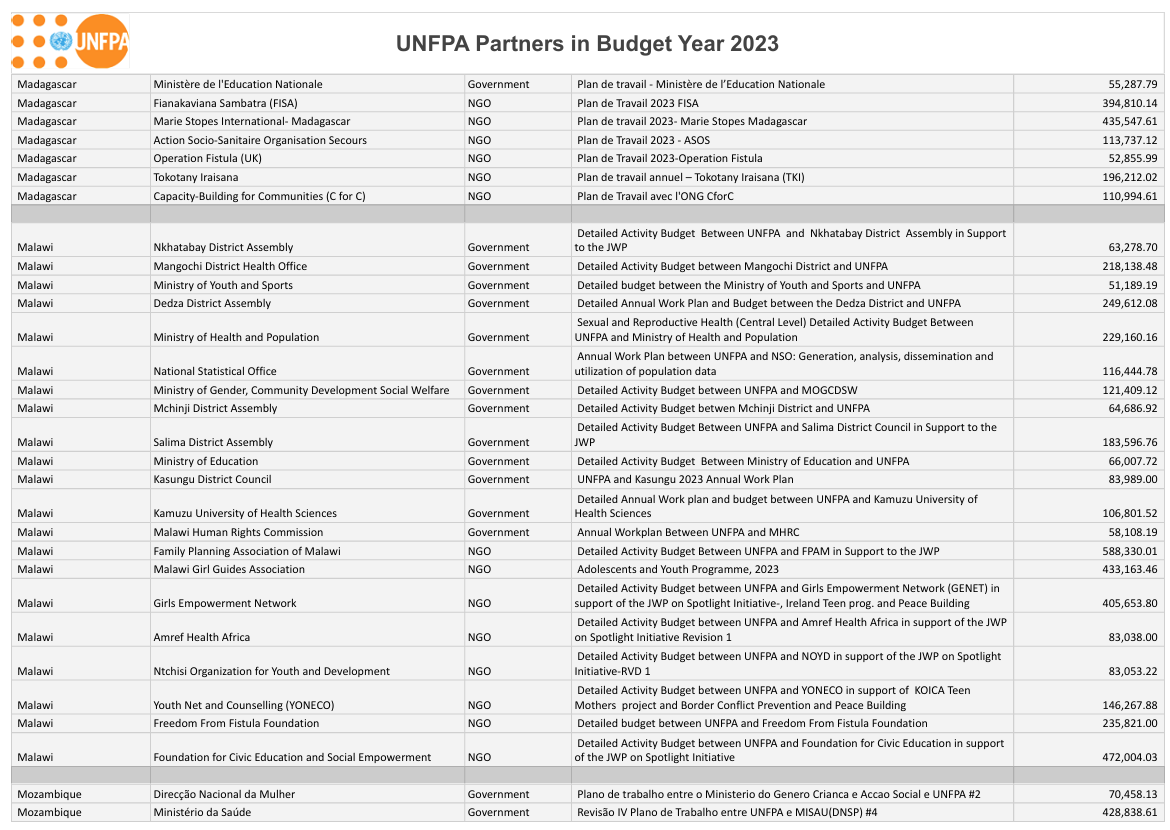 UNFPA
UNFPA Partners in Budget Year 2023
Madagascar Ministère de l'Education Nationale Government Plan de travail - Ministère de l’Education Nationale 55,287.79
Madagascar Fianakaviana Sambatra (FISA) NGO Plan de Travail 2023 FISA 394,810.14
Madagascar Marie Stopes International- Madagascar NGO Plan de travail 2023- Marie Stopes Madagascar 435,547.61
Madagascar Action Socio-Sanitaire Organisation Secours NGO Plan de Travail 2023 - ASOS 113,737.12
Madagascar Operation Fistula (UK) NGO Plan de Travail 2023-Operation Fistula 52,855.99
Madagascar Tokotany Iraisana NGO Plan de travail annuel – Tokotany Iraisana (TKI) 196,212.02
Madagascar Capacity-Building for Communities (C for C) NGO Plan de Travail avec l'ONG CforC 110,994.61
Detailed Activity Budget Between UNFPA and Nkhatabay District Assembly in Support
Malawi Nkhatabay District Assembly Government to the JWP 63,278.70
Malawi Mangochi District Health Office Government Detailed Activity Budget between Mangochi District and UNFPA 218,138.48
Malawi Ministry of Youth and Sports Government Detailed budget between the Ministry of Youth and Sports and UNFPA 51,189.19
Malawi Dedza District Assembly Government Detailed Annual Work Plan and Budget between the Dedza District and UNFPA 249,612.08
Sexual and Reproductive Health (Central Level) Detailed Activity Budget Between
Malawi Ministry of Health and Population Government UNFPA and Ministry of Health and Population 229,160.16
Annual Work Plan between UNFPA and NSO: Generation, analysis, dissemination and
Malawi National Statistical Office Government utilization of population data 116,444.78
Malawi Ministry of Gender, Community Development Social Welfare Government Detailed Activity Budget between UNFPA and MOGCDSW 121,409.12
Malawi Mchinji District Assembly Government Detailed Activity Budget betwen Mchinji District and UNFPA 64,686.92
Detailed Activity Budget Between UNFPA and Salima District Council in Support to the
Malawi Salima District Assembly Government JWP 183,596.76
Malawi Ministry of Education Government Detailed Activity Budget Between Ministry of Education and UNFPA 66,007.72
Malawi Kasungu District Council Government UNFPA and Kasungu 2023 Annual Work Plan 83,989.00
Detailed Annual Work plan and budget between UNFPA and Kamuzu University of
Malawi Kamuzu University of Health Sciences Government Health Sciences 106,801.52
Malawi Malawi Human Rights Commission Government Annual Workplan Between UNFPA and MHRC 58,108.19
Malawi Family Planning Association of Malawi NGO Detailed Activity Budget Between UNFPA and FPAM in Support to the JWP 588,330.01
Malawi Malawi Girl Guides Association NGO Adolescents and Youth Programme, 2023 433,163.46
Detailed Activity Budget between UNFPA and Girls Empowerment Network (GENET) in
Malawi Girls Empowerment Network NGO support of the JWP on Spotlight Initiative-, Ireland Teen prog. and Peace Building 405,653.80
Detailed Activity Budget between UNFPA and Amref Health Africa in support of the JWP
Malawi Amref Health Africa NGO on Spotlight Initiative Revision 1 83,038.00
Detailed Activity Budget between UNFPA and NOYD in support of the JWP on Spotlight
Malawi Ntchisi Organization for Youth and Development NGO Initiative-RVD 1 83,053.22
Detailed Activity Budget between UNFPA and YONECO in support of KOICA Teen
Malawi Youth Net and Counselling (YONECO) NGO Mothers project and Border Conflict Prevention and Peace Building 146,267.88
Malawi Freedom From Fistula Foundation NGO Detailed budget between UNFPA and Freedom From Fistula Foundation 235,821.00
Detailed Activity Budget between UNFPA and Foundation for Civic Education in support
Malawi Foundation for Civic Education and Social Empowerment NGO of the JWP on Spotlight Initiative 472,004.03
Mozambique Direcção Nacional da Mulher Government Plano de trabalho entre o Ministerio do Genero Crianca e Accao Social e UNFPA #2 70,458.13
Mozambique Ministério da Saúde Government Revisão IV Plano de Trabalho entre UNFPA e MISAU(DNSP) #4 428,838.61